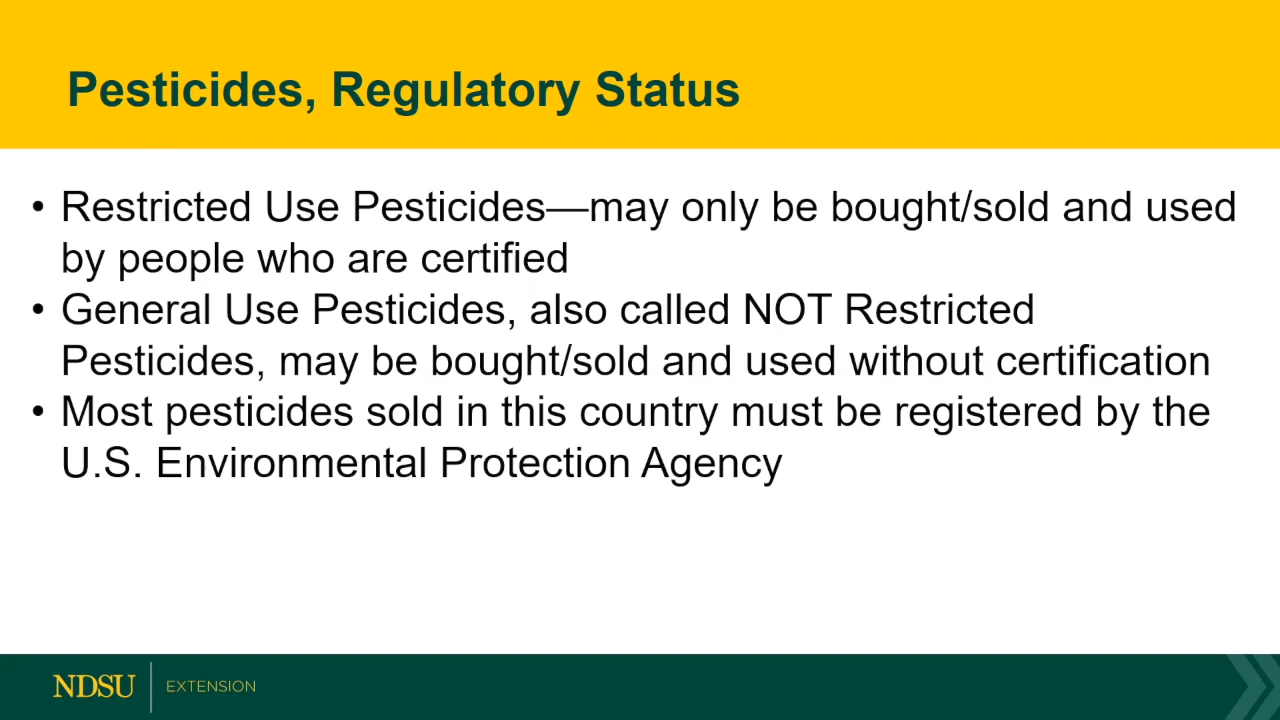 Pesticides, Regulatory Status
• Restricted Use Pesticides—may only be bought/sold and used
by people who are certified
• General Use Pesticides, also called NOT Restricted
Pesticides, may be bought/sold and used without certification
• Most pesticides sold in this country must be registered by the
U.S. Environmental Protection Agency
NDSU EXTENSION